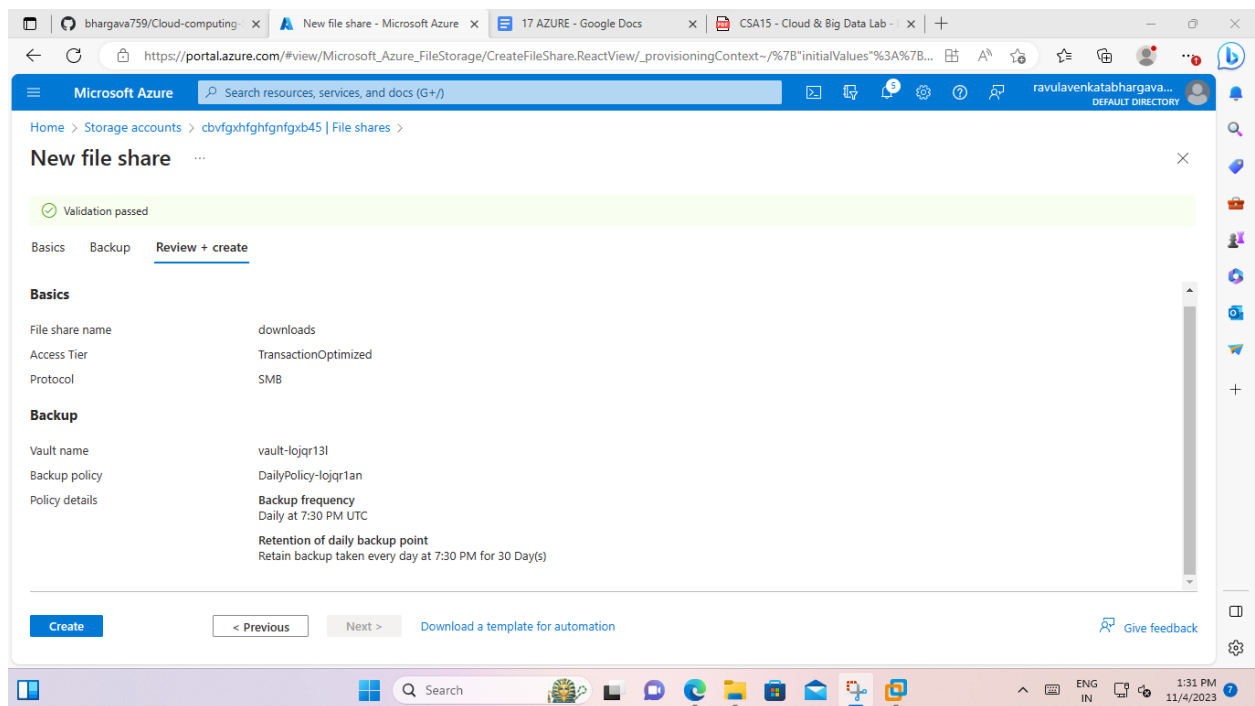 bhargava759/Cloud-computing-
New file share - Microsoft Azure
17 AZURE - Google Docs
CSA15 - Cloud & Big Data Lab -
https://portal.azure.com/#view/Microsoft_Azure_FileStorage/CreateFileShare.ReactView/_provisioningContext~/%7B"initialValues"%3A%7B...
Microsoft Azure
Search resources, services, and docs (G+/)
5
ravulavenkatabhargava...
DEFAULT DIRECTORY
Home > Storage accounts > cbvfgxhfghfgnfgxb45 | File shares >
New file share ...
Validation passed
Basics Backup Review + create
Basics
File share name downloads
Access Tier TransactionOptimized
Protocol SMB
Backup
Vault name vault-lojqr13l
Backup policy DailyPolicy-lojqr1an
Policy details Backup frequency
Daily at 7:30 PM UTC
Retention of daily backup point
Retain backup taken every day at 7:30 PM for 30 Day(s)
Create < Previous Next > Download a template for automation Give feedback
Search
ENG
IN
1:31 PM
11/4/2023
7